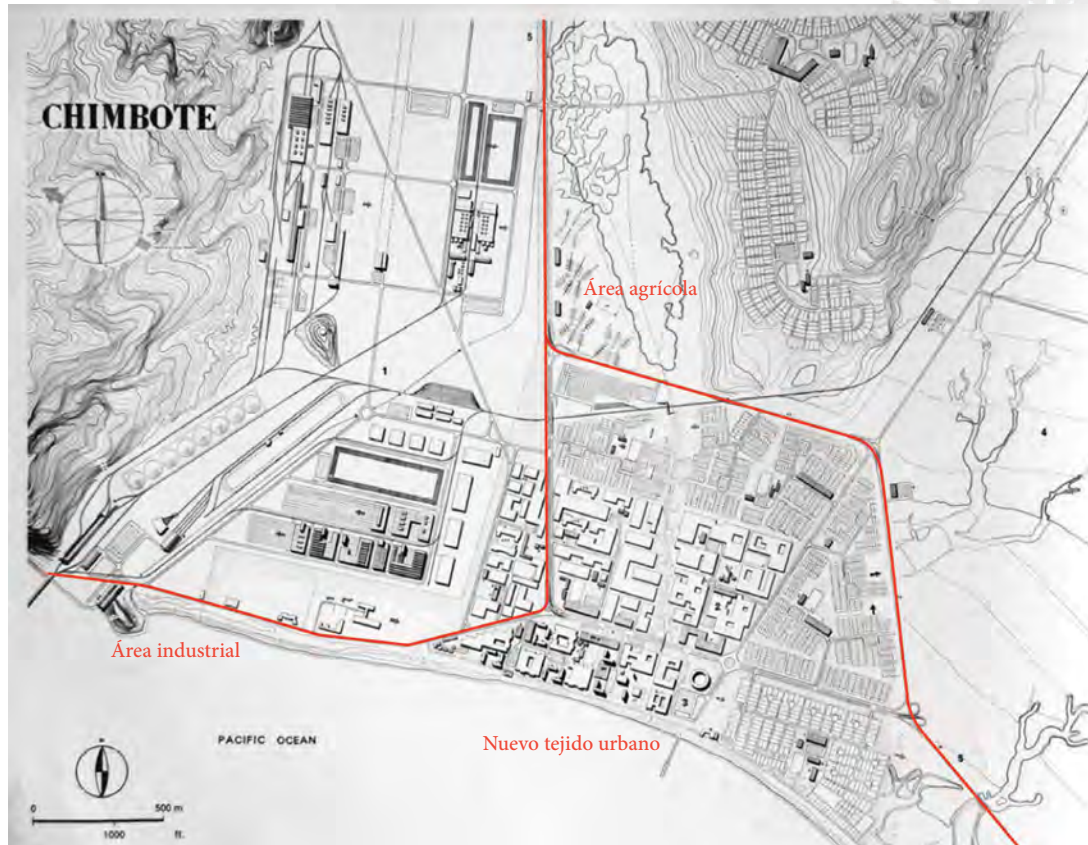 5
CHIMBOTE
Área agrícola
1
4
Área industrial
3
Nuevo tejido urbano
PACIFIC OCEAN
5
0
500 m
1000
ft.